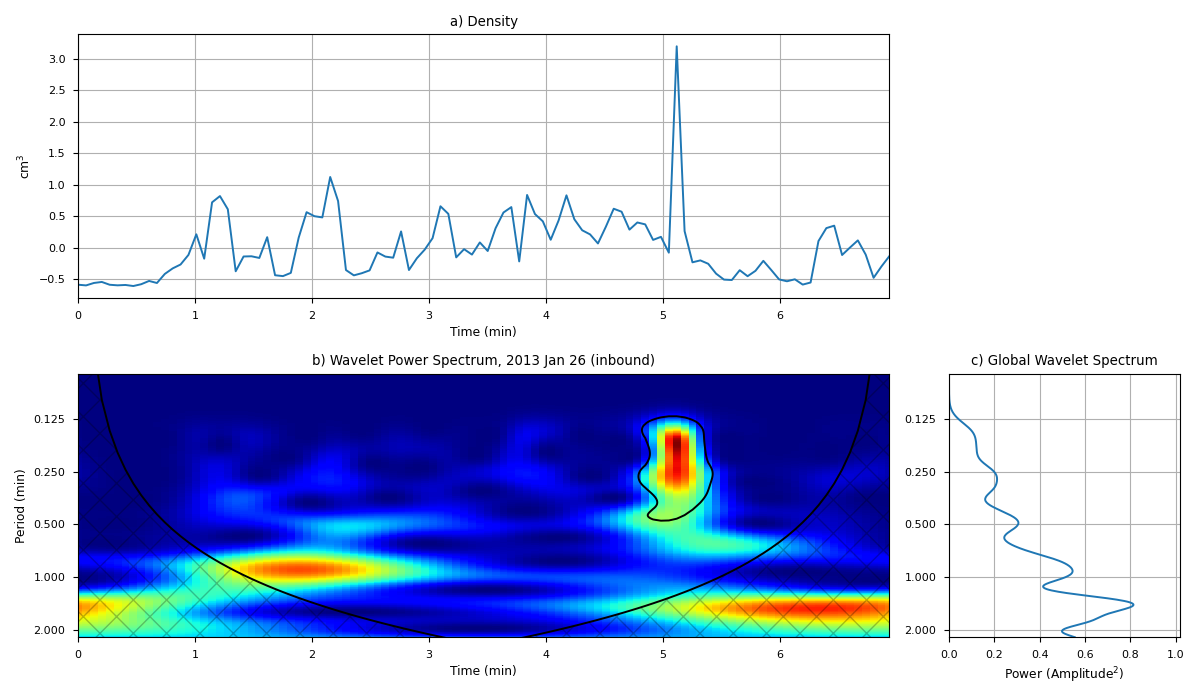 a) Density
cm³
3.0
2.5
2.0
1.5
1.0
0.5
0.0
−0.5
0 1 2 3 4 5 6
Time (min)
b) Wavelet Power Spectrum, 2013 Jan 26 (inbound)
Period (min)
0.125
0.250
0.500
1.000
2.000
0 1 2 3 4 5 6
Time (min)
c) Global Wavelet Spectrum
0.125
0.250
0.500
1.000
2.000
0.0 0.2 0.4 0.6 0.8 1.0
Power (Amplitude²)